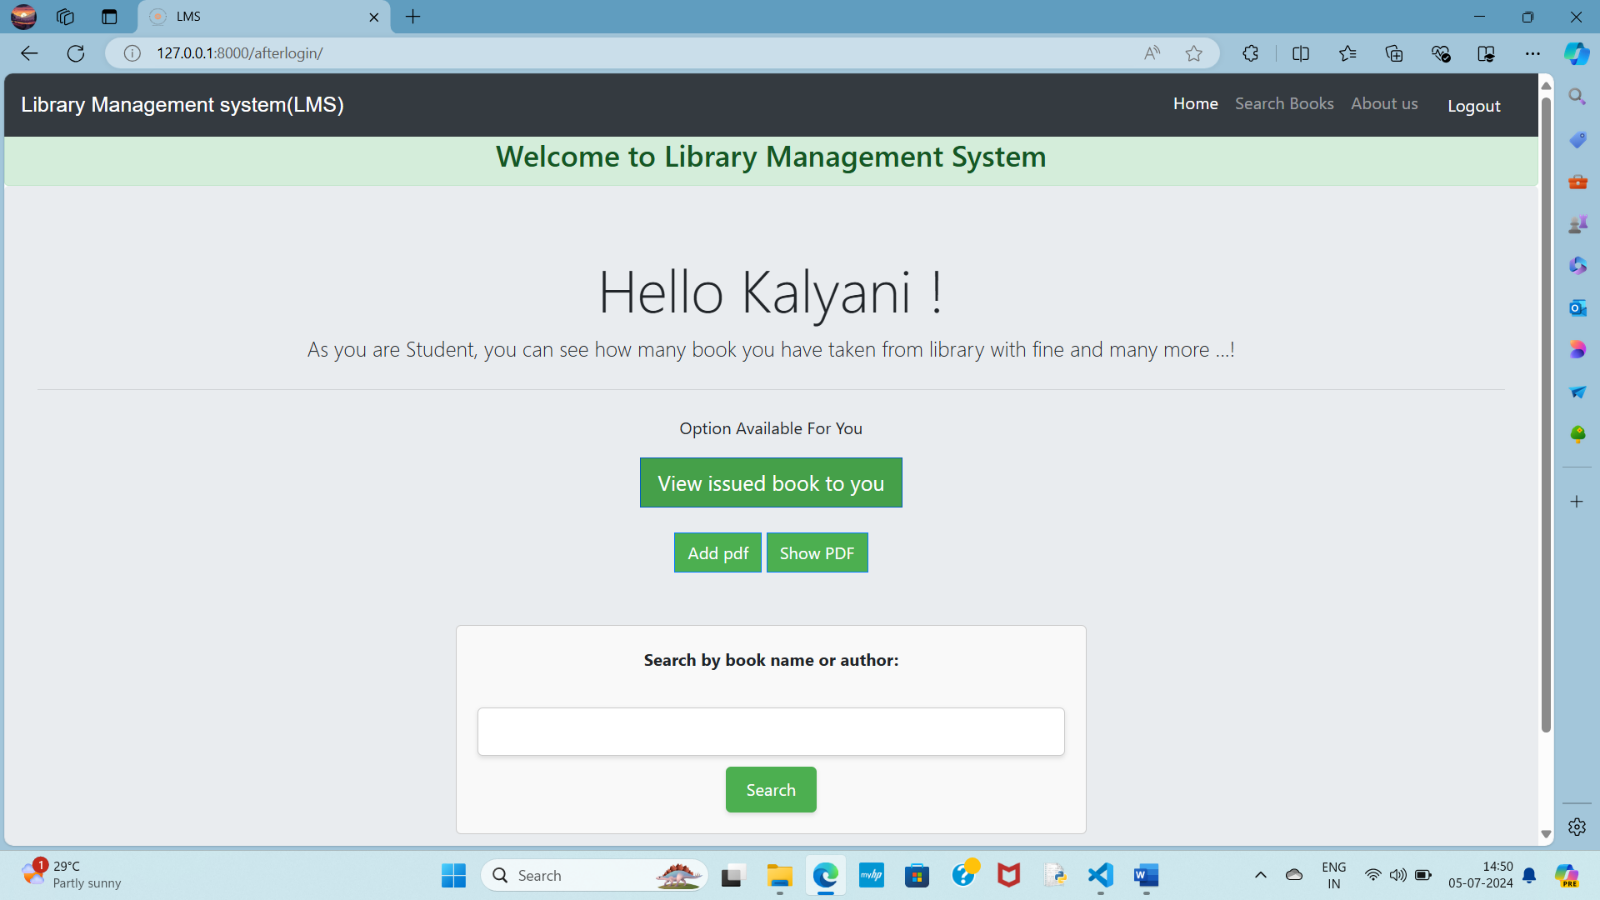 LMS
127.0.0.1:8000/afterlogin/
Library Management system(LMS)
Home Search Books About us Logout
Welcome to Library Management System
Hello Kalyani !
As you are Student, you can see how many book you have taken from library with fine and many more ...!
Option Available For You
View issued book to you
Add pdf Show PDF
Search by book name or author:
Search
1
29°C
Partly sunny
Search
myhp
W
ENG
IN
14:50
05-07-2024
PRE